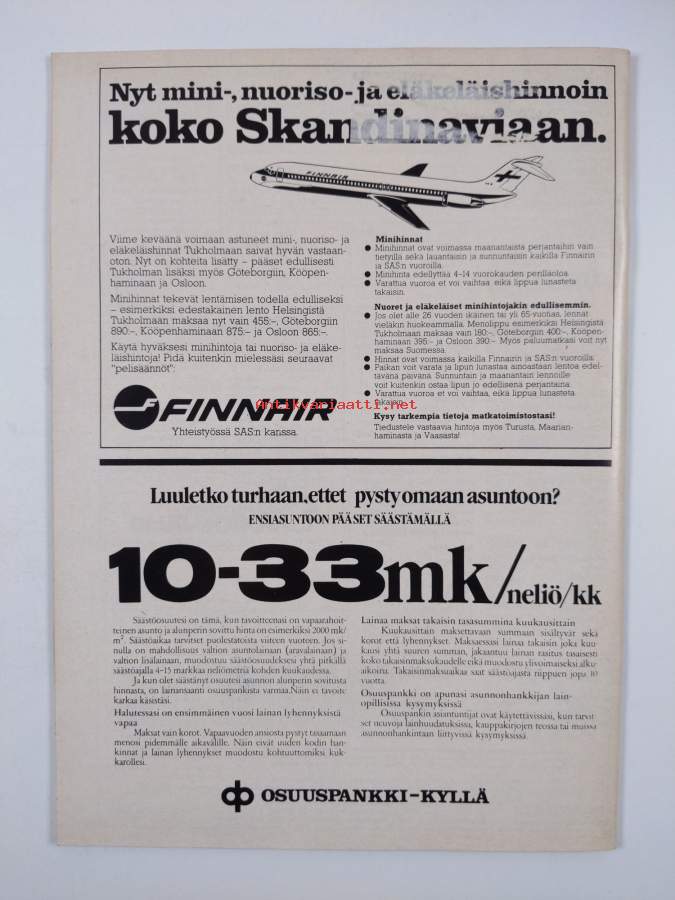 Nyt mini-, nuoriso- ja eläkeläishinnoin
koko Skandinaviaan.
FINNAIR
Viime keväänä voimaan astuneet mini-, nuoriso- ja
eläkeläishinnat Tukholmaan saivat hyvän vastaan-
oton. Nyt on kohteita lisätty – pääset edullisesti
Tukholman lisäksi myös Göteborgiin, Kööpen-
haminaan ja Osloon.
Minihinnat tekevät lentämisen todella edulliseksi
– esimerkiksi edestakainen lento Helsingistä
Tukholmaan maksaa nyt vain 455:-, Göteborgiin
890:-, Kööpenhaminaan 875:- ja Osloon 865:-.
Käytä hyväksesi minihintoja tai nuoriso- ja eläke-
läishintoja! Pidä kuitenkin mielessäsi seuraavat
"pelisäännöt":
FINNAIR
Yhteistyössä SAS:n kanssa.
Minihinnat
● Minihinnat ovat voimassa maanantaista perjantaihin vain
tietyillä sekä lauantaisin ja sunnuntaisin kaikilla Finnairin
ja SAS:n vuoroilla.
● Minihinta edellyttää 4-14 vuorokauden perilläoloa.
● Varattua vuoroa et voi vaihtaa eikä lippua lunasteta
takaisin.
Nuoret ja eläkeläiset minihintojakin edullisemmin.
● Jos olet alle 26 vuoden ikäinen tai yli 65-vuotias, lennät
vieläkin huokeammalla. Menolippu esimerkiksi Helsingistä
Tukholmaan maksaa vain 180:-, Göteborgiin 400:-, Kööpen-
haminaan 395:- ja Osloon 390:-. Myös paluumatkasi voit nyt
maksaa Suomessa.
● Hinnat ovat voimassa kaikilla Finnairin ja SAS:n vuoroilla.
● Paikan voit varata ja lipun lunastaa ainoastaan lentoa edel-
tävänä päivänä. Sunnuntain ja maanantain lennoille
voit kuitenkin ostaa lipun jo edellisenä perjantaina.
● Varattua vuoroa et voi vaihtaa, eikä lippua lunasteta
takaisin.
Kysy tarkempia tietoja matkatoimistostasi!
Tiedustele vastaavia hintoja myös Turusta, Maarian-
haminasta ja Vaasasta!
Antikvariaatti.net
Luuletko turhaan, ettet pysty omaan asuntoon?
ENSIASUNTOON PÄÄSET SÄÄSTÄMÄLLÄ
10-33mk/neliö/kk
Säästöosuutesi on tämä, kun tavoitteenasi on vapaarahoit-
teinen asunto ja alunperin sovittu hinta on esimerkiksi 2000 mk/
m². Säästöaikaa tarvitset puolestatoista viiteen vuoteen. Jos si-
nulla on mahdollisuus valtion asuntolainaan (aravalainaan) ja
valtion lisälainaan, muodostuu säästöosuudeksesi yhtä pitkällä
säästöajalla 4-15 markkaa neliömetriä kohden kuukaudessa.
Ja kun olet säästänyt osuutesi asunnon alunperin sovitusta
hinnasta, on lainansaanti osuuspankista varmaa. Näin ei tavoite
karkaa käsistäsi.
Halutessasi on ensimmäinen vuosi lainan lyhennyksistä
vapaa
Maksat vain korot. Vapaavuoden ansiosta pystyt tasaamaan
menosi pidemmälle aikavälille. Näin eivät uuden kodin han-
kinnat ja lainan lyhennykset muodostu kohtuuttomiksi kuk-
karollesi.
Lainaa maksat takaisin tasasummina kuukausittain
Kuukausittain maksettavaan summaan sisältyvät sekä
korot että lyhennykset. Maksaessasi lainaa takaisin joka kuu-
kausi yhtä suuren summan, jakaantuu lainan rasitus tasaisesti
koko takaisinmaksukaudelle eikä muodostu ylivoimaiseksi alku-
aikoina. Takaisinmaksuaikaa saat säästöajasta riippuen jopa 10
vuotta.
Osuuspankki on apunasi asunnonhankkijan lain-
opillisissa kysymyksissä
Osuuspankin asiantuntijat ovat käytettävissäsi, kun tarvit-
set neuvoja lainhuudatuksissa, kauppakirjojen teossa tai muissa
asunnonhankintaan liittyvissä kysymyksissä.
OSUUSPANKKI-KYLLÄ